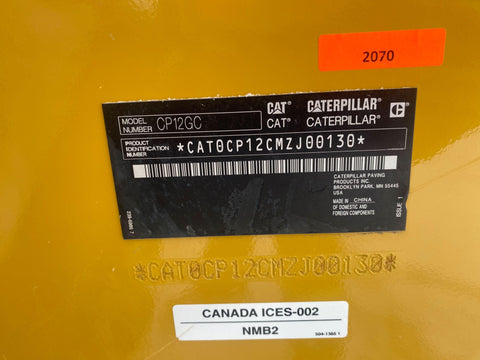 2070
MODEL NUMBER CP12GC
CAT® CATERPILLAR®
CAT® CATERPILLAR®
PRODUCT IDENTIFICATION NUMBER *CAT0CP12CMZJ00130*
CATERPILLAR PAVING
PRODUCTS INC.
BROOKLYN PARK, MN 55445
USA
MADE IN CHINA
DOMESTIC AND
FOREIGN COMPONENTS
ISSUE 1
*CAT0CP12CMZJ00130*
CANADA ICES-002
NMB2